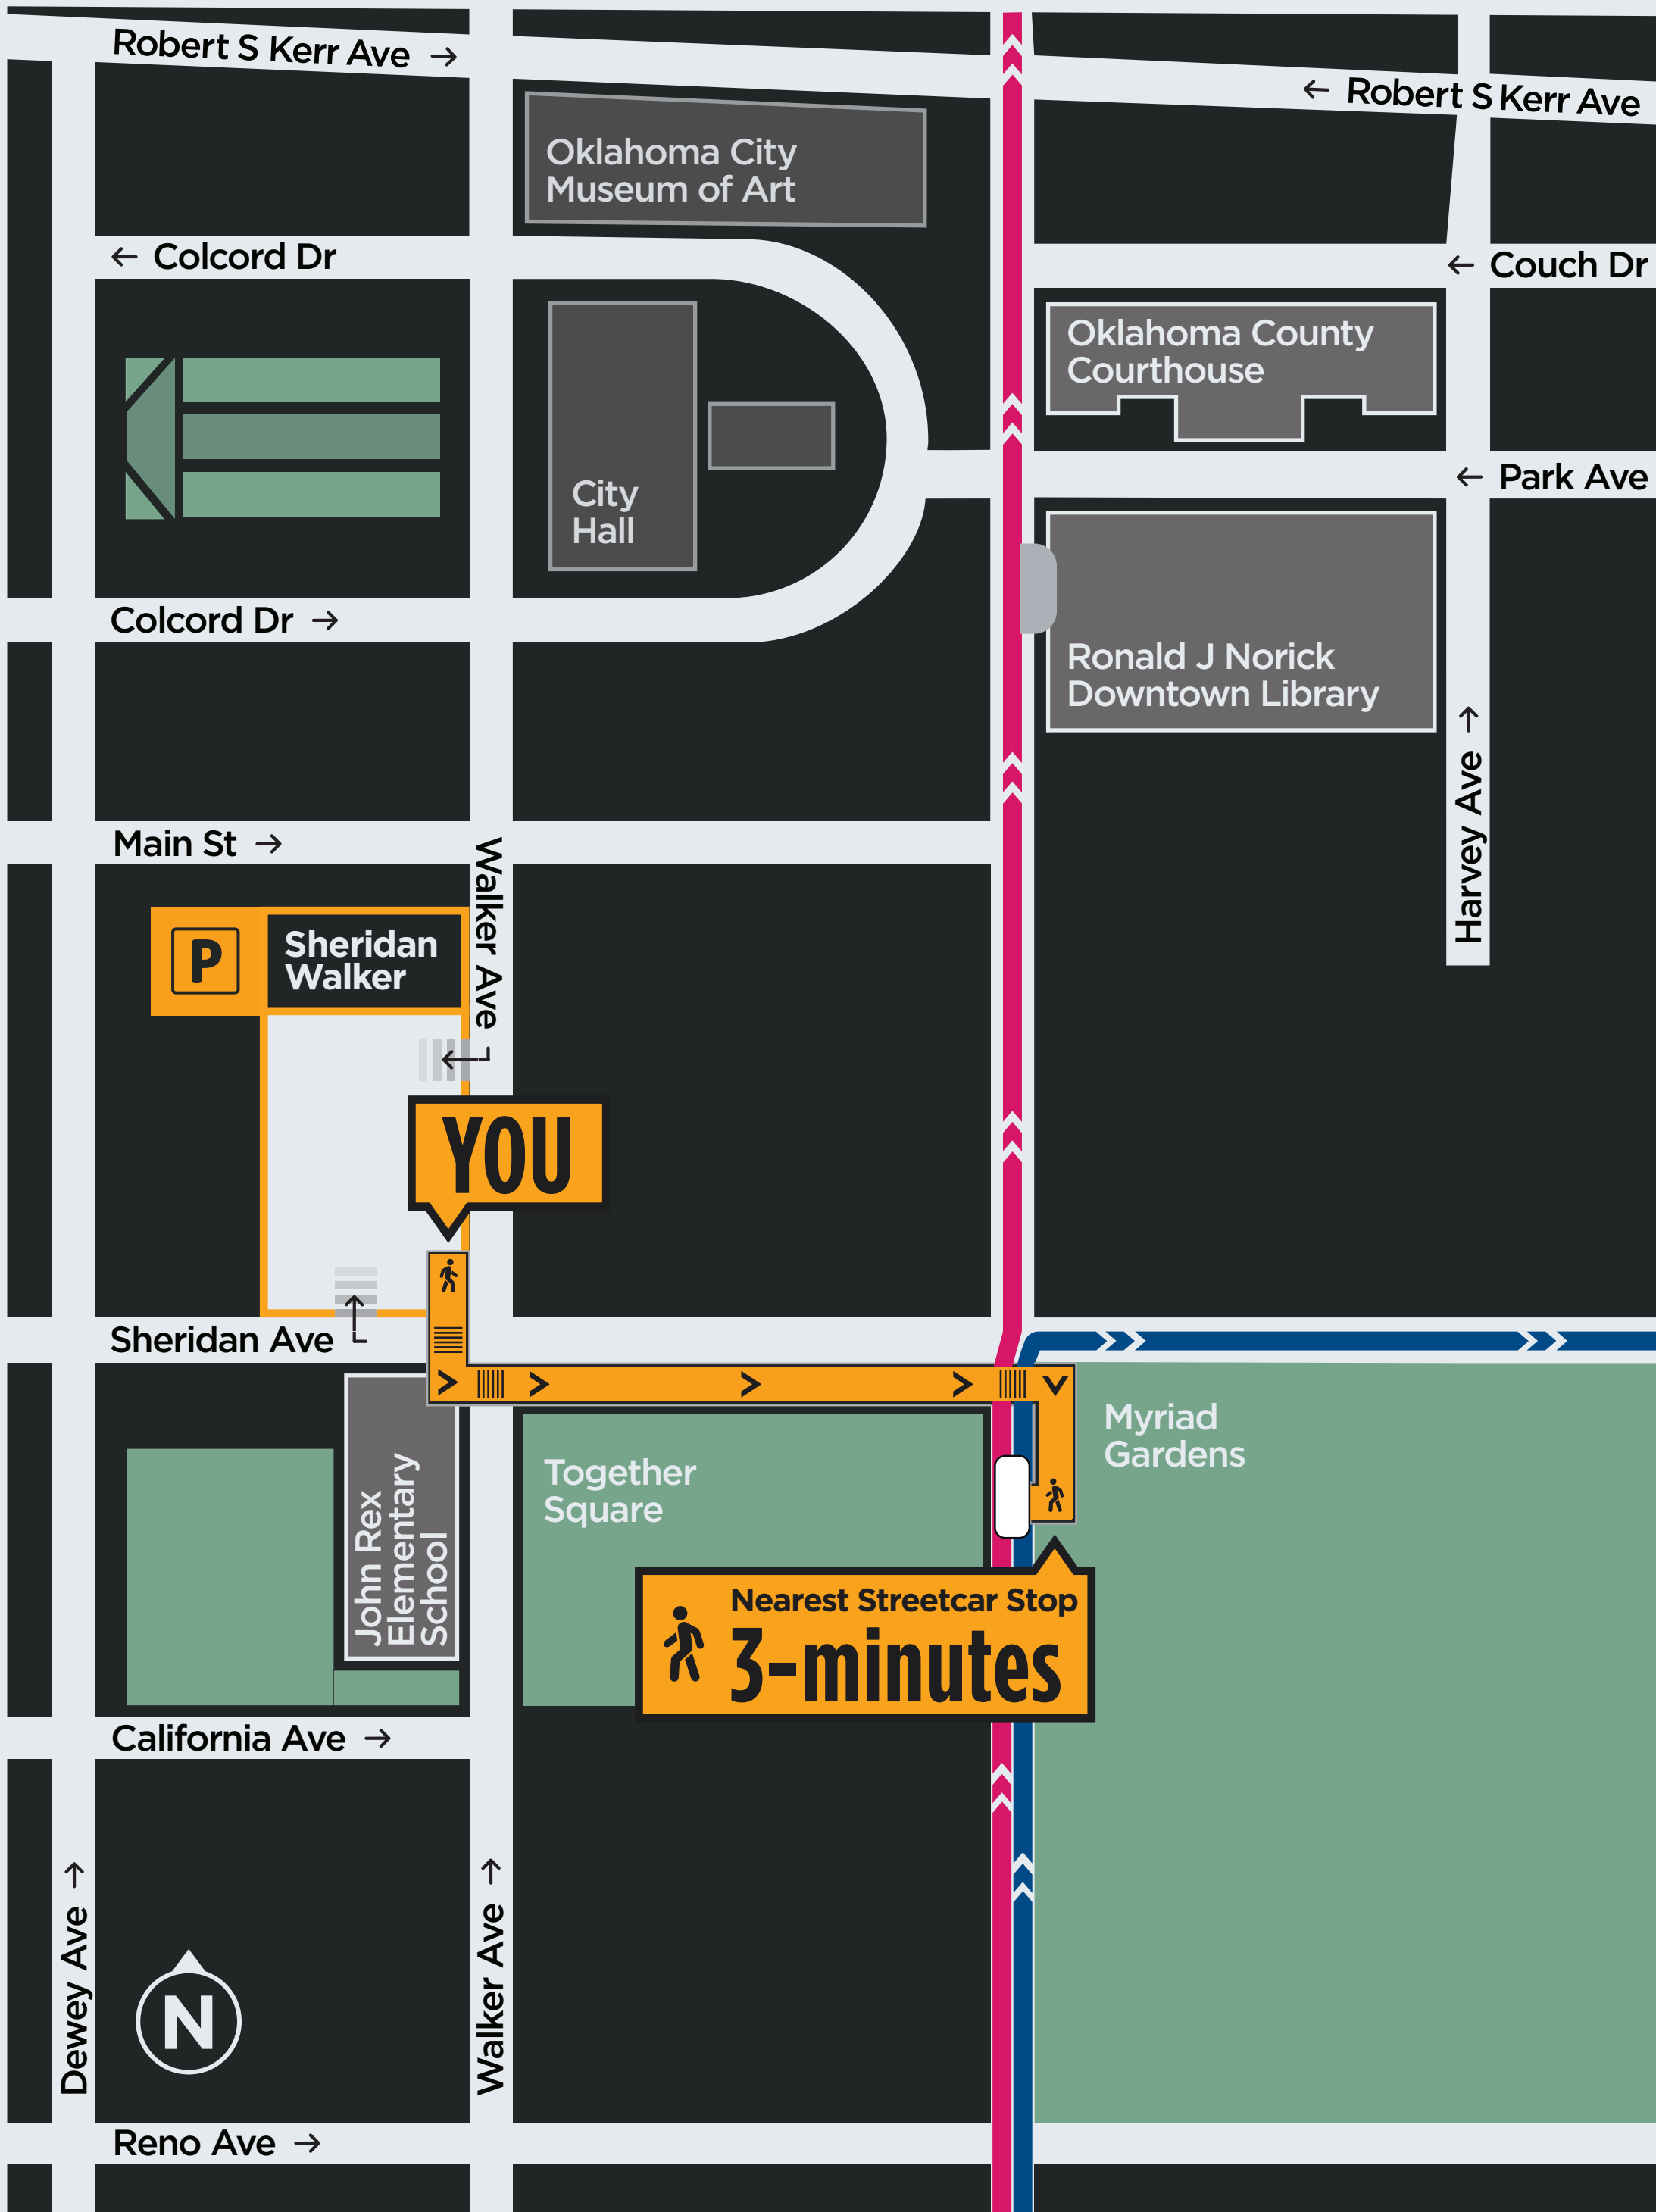 Robert S Kerr Ave →
← Robert S Kerr Ave
Oklahoma City
Museum of Art
← Colcord Dr
← Couch Dr
Oklahoma County
Courthouse
← Park Ave
City
Hall
Colcord Dr →
Ronald J Norick
Downtown Library
Harvey Ave →
Main St →
Walker Ave
P
Sheridan
Walker
YOU
Sheridan Ave
Myriad
Gardens
Together
Square
John Rex
Elementary
School
Nearest Streetcar Stop
3-minutes
California Ave →
Dewey Ave →
Walker Ave →
N
Reno Ave →